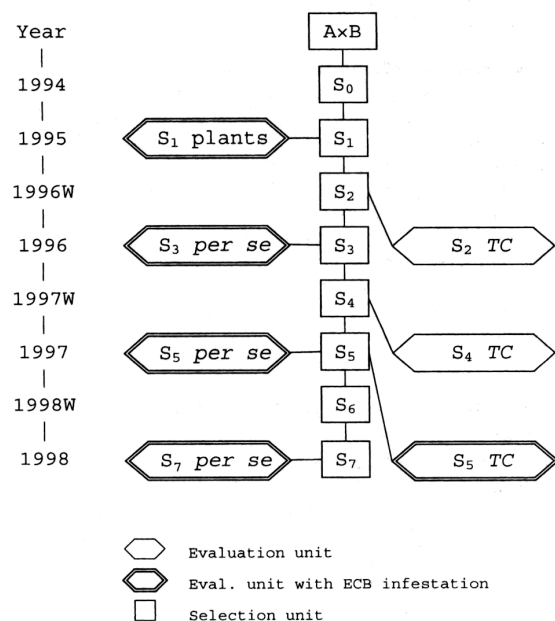 Year A×B
1994 S₀
1995 S₁ plants S₁
1996W S₂
1996 S₃ per se S₃ S₂ TC
1997W S₄
1997 S₅ per se S₅ S₄ TC
1998W S₆
1998 S₇ per se S₇ S₅ TC
Evaluation unit
Eval. unit with ECB infestation
Selection unit